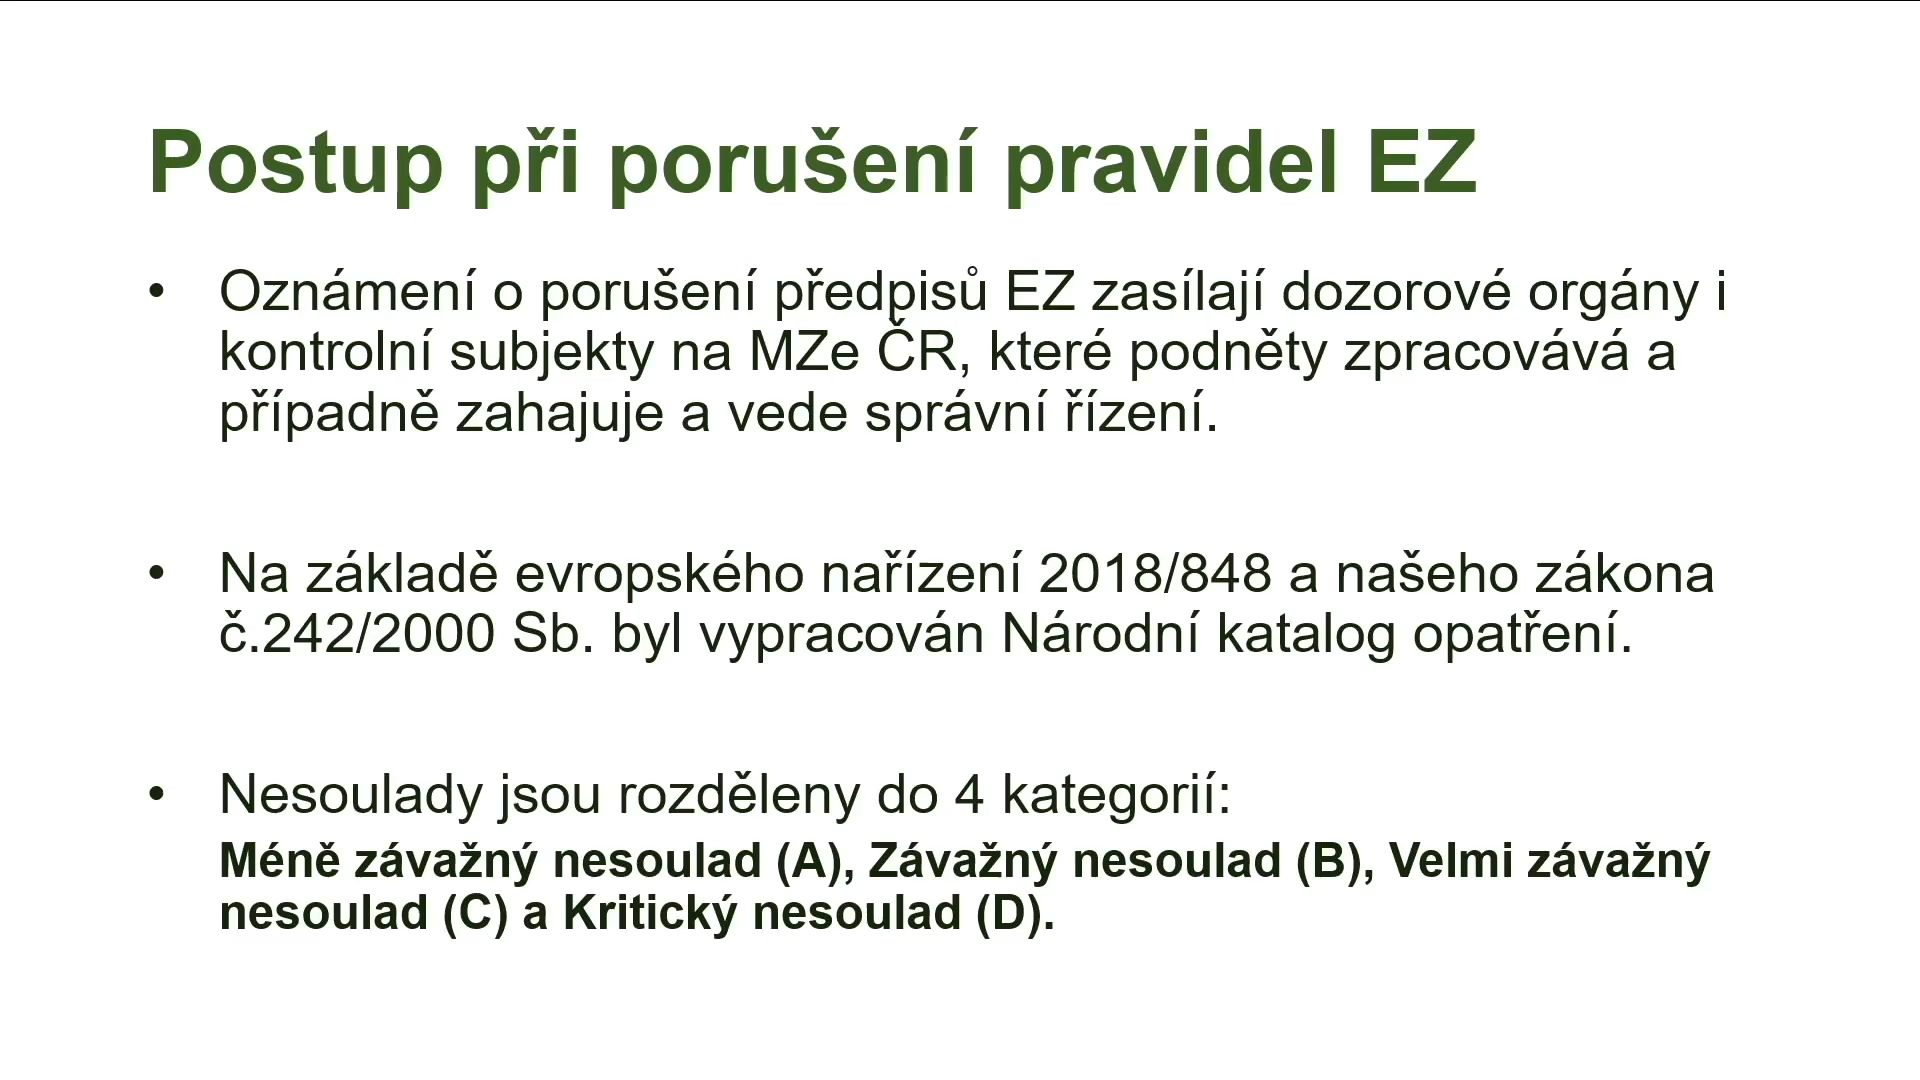 Postup při porušení pravidel EZ
• Oznámení o porušení předpisů EZ zasílají dozorové orgány i
kontrolní subjekty na MZe ČR, které podněty zpracovává a
případně zahajuje a vede správní řízení.
• Na základě evropského nařízení 2018/848 a našeho zákona
č.242/2000 Sb. byl vypracován Národní katalog opatření.
• Nesoulady jsou rozděleny do 4 kategorií:
Méně závažný nesoulad (A), Závažný nesoulad (B), Velmi závažný
nesoulad (C) a Kritický nesoulad (D).